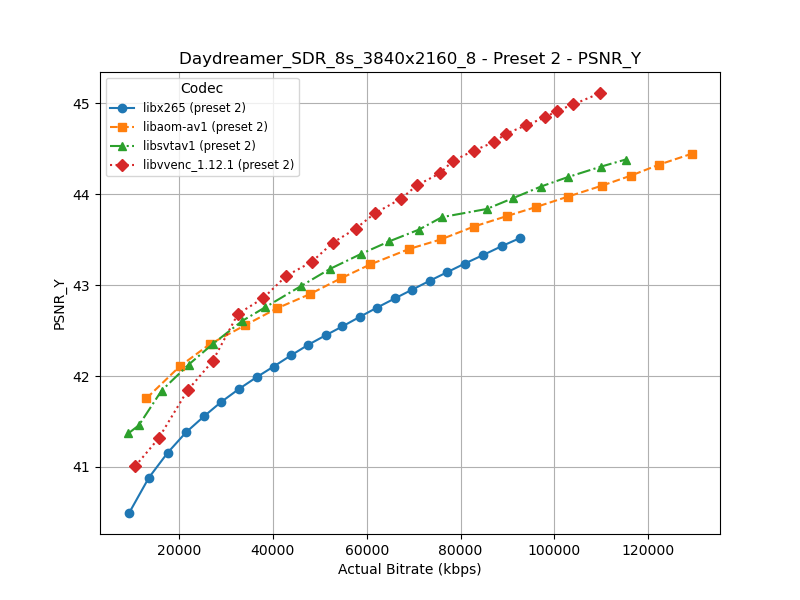 Daydreamer_SDR_8s_3840x2160_8 - Preset 2 - PSNR_Y
Codec
libx265 (preset 2)
libaom-av1 (preset 2)
libsvtav1 (preset 2)
libvvenc_1.12.1 (preset 2)
PSNR_Y
45
44
43
42
41
20000 40000 60000 80000 100000 120000
Actual Bitrate (kbps)